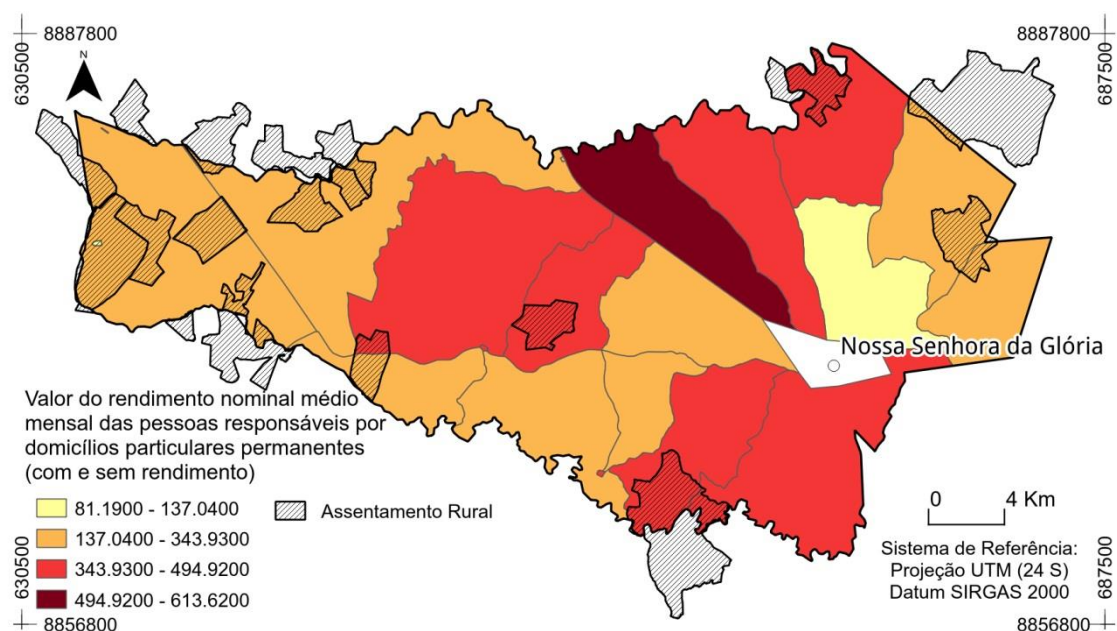 8887800
8887800
630500
687500
N
Nossa Senhora da Glória
Valor do rendimento nominal médio
mensal das pessoas responsáveis por
domicílios particulares permanentes
(com e sem rendimento)
81.1900 - 137.0400
137.0400 - 343.9300
343.9300 - 494.9200
494.9200 - 613.6200
Assentamento Rural
0 4 Km
Sistema de Referência:
Projeção UTM (24 S)
Datum SIRGAS 2000
630500
687500
8856800
8856800